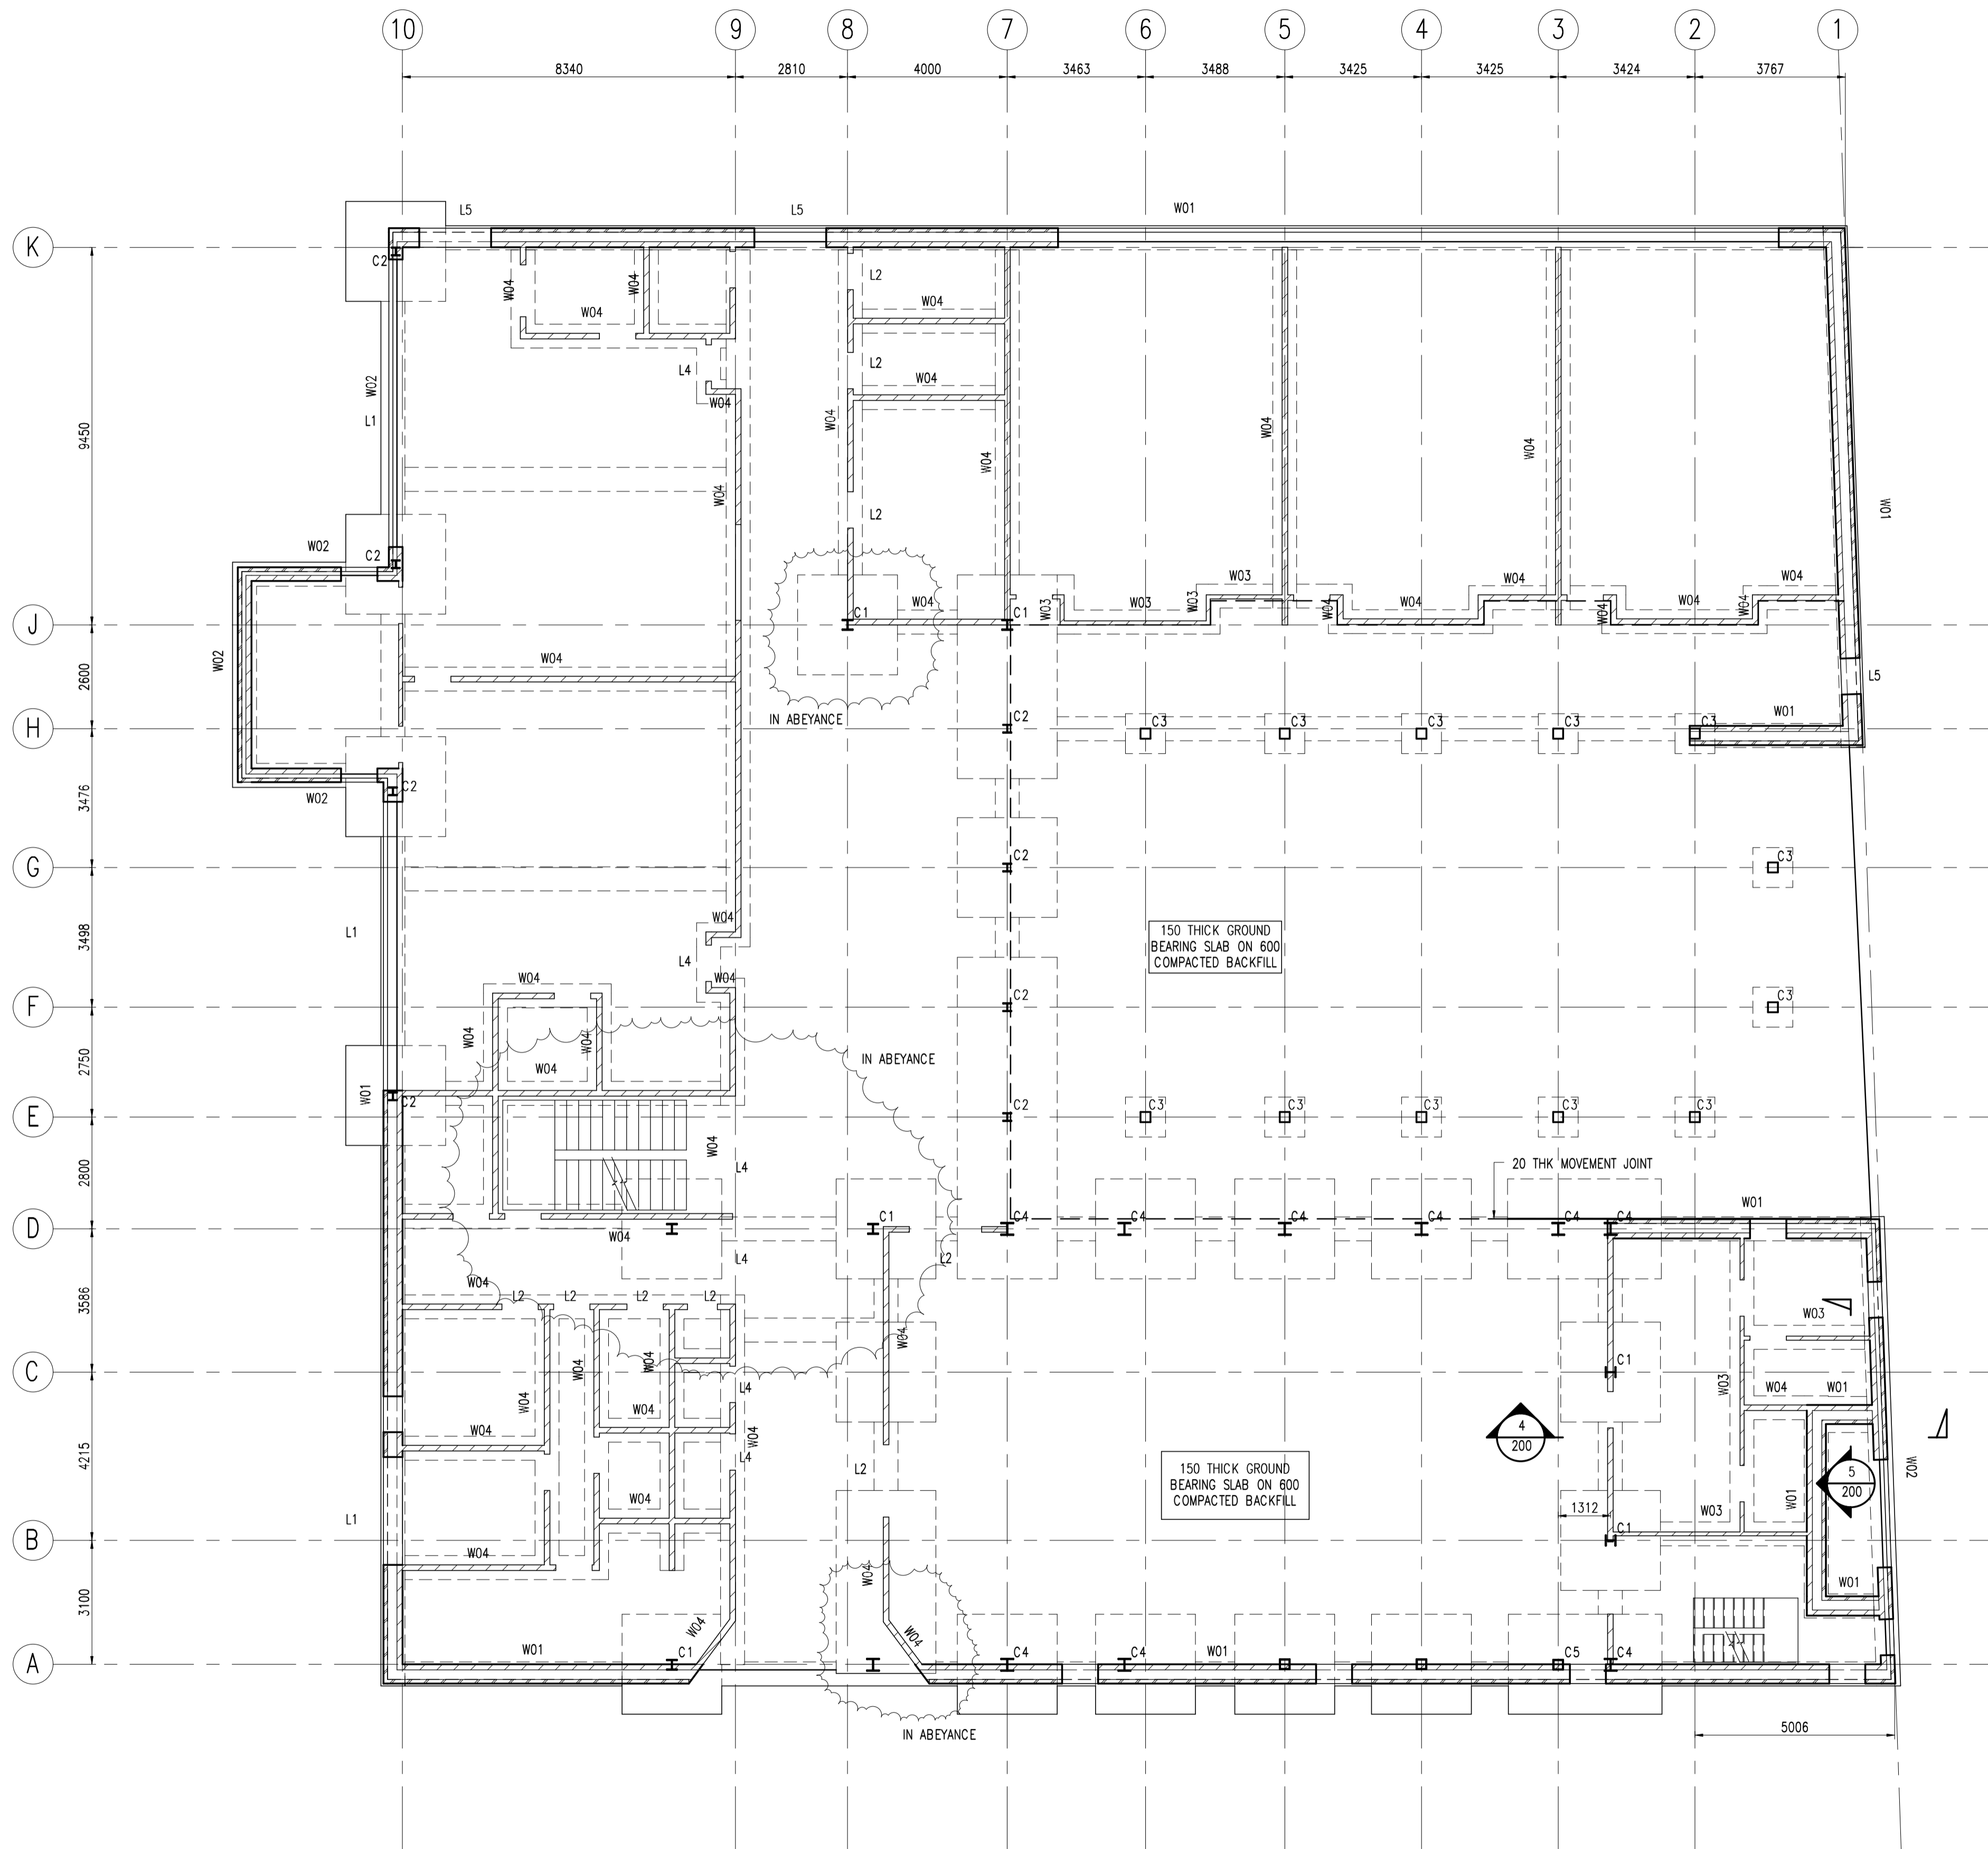 10 9 8 7 6 5 4 3 2 1
8340 2810 4000 3463 3488 3425 3425 3424 3767
L5 L5 W01
K
C2 W04 W04 L2
W04 W04
W02 L4 L2
W04 W04
L1 W04 W04 W04 W04
9450
W04 W04
L2 W01
W02 C2
W03 W04 W04
W04 W03 W03 W03 W04 W04 W04 W04 W04
J C1 C1
W02 W04
2600
L5
IN ABEYANCE
W01
H C2 C3 C3 C3 C3 C3
3476
W02 C2
G C2 C3
W04
150 THICK GROUND
BEARING SLAB ON 600
COMPACTED BACKFILL
3498 L1
L4
W04 W04
F C2 C3
W04 W04
2750
IN ABEYANCE
W04
W01 C2
E C2 C3 C3 C3 C3 C3
W04
2800 L4
20 THK MOVEMENT JOINT
W01
D C1 C4 C4 C4 C4 C4 C4
W04 L4 L2
3586
W04
L2 L2 L2 L2
W03
W04
C W04 W04 C1
L4 W03 W04 W01
W04 W04
W04 W04 4
200
4215
L4 L2
W02
150 THICK GROUND
BEARING SLAB ON 600
COMPACTED BACKFILL
5
200
W04 1312 W03 W01
L1
B C1
W04
W04 W01
3100
W04 W04
W01 C1 C4 C4 W01 C5 C4
A
IN ABEYANCE
5006